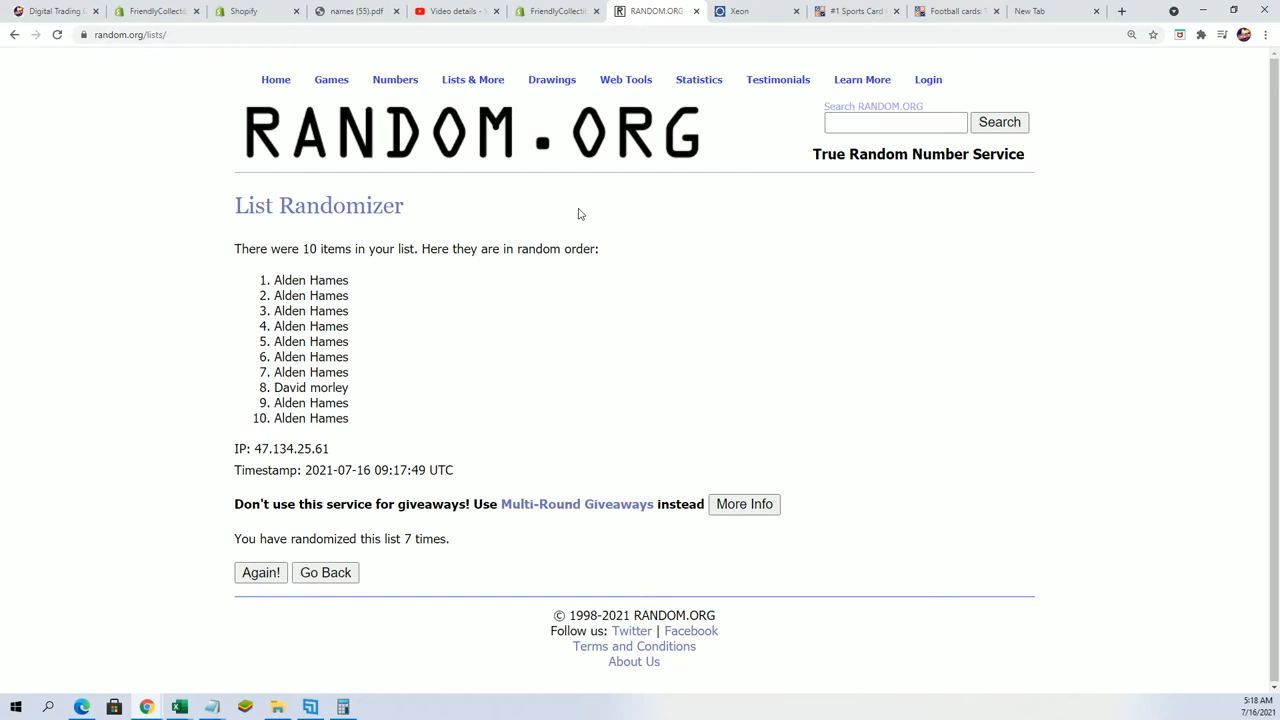 Digital Trading C
FriendlyCollectib
Shopify
names (55).pdf
Video details - Y
FriendlyCollectib
RANDOM.ORG
Xeon
#1 Sports Card
Football cards: T
New Tab
random.org/lists/
Home
Games
Numbers
Lists & More
Drawings
Web Tools
Statistics
Testimonials
Learn More
Login
RANDOM.ORG
Search RANDOM.ORG
Search
True Random Number Service
List Randomizer
There were 10 items in your list. Here they are in random order:
1. Alden Hames
2. Alden Hames
3. Alden Hames
4. Alden Hames
5. Alden Hames
6. Alden Hames
7. Alden Hames
8. David morley
9. Alden Hames
10. Alden Hames
IP: 47.134.25.61
Timestamp: 2021-07-16 09:17:49 UTC
Don't use this service for giveaways! Use Multi-Round Giveaways instead More Info
You have randomized this list 7 times.
Again! Go Back
© 1998-2021 RANDOM.ORG
Follow us: Twitter | Facebook
Terms and Conditions
About Us
5:18 AM
7/16/2021